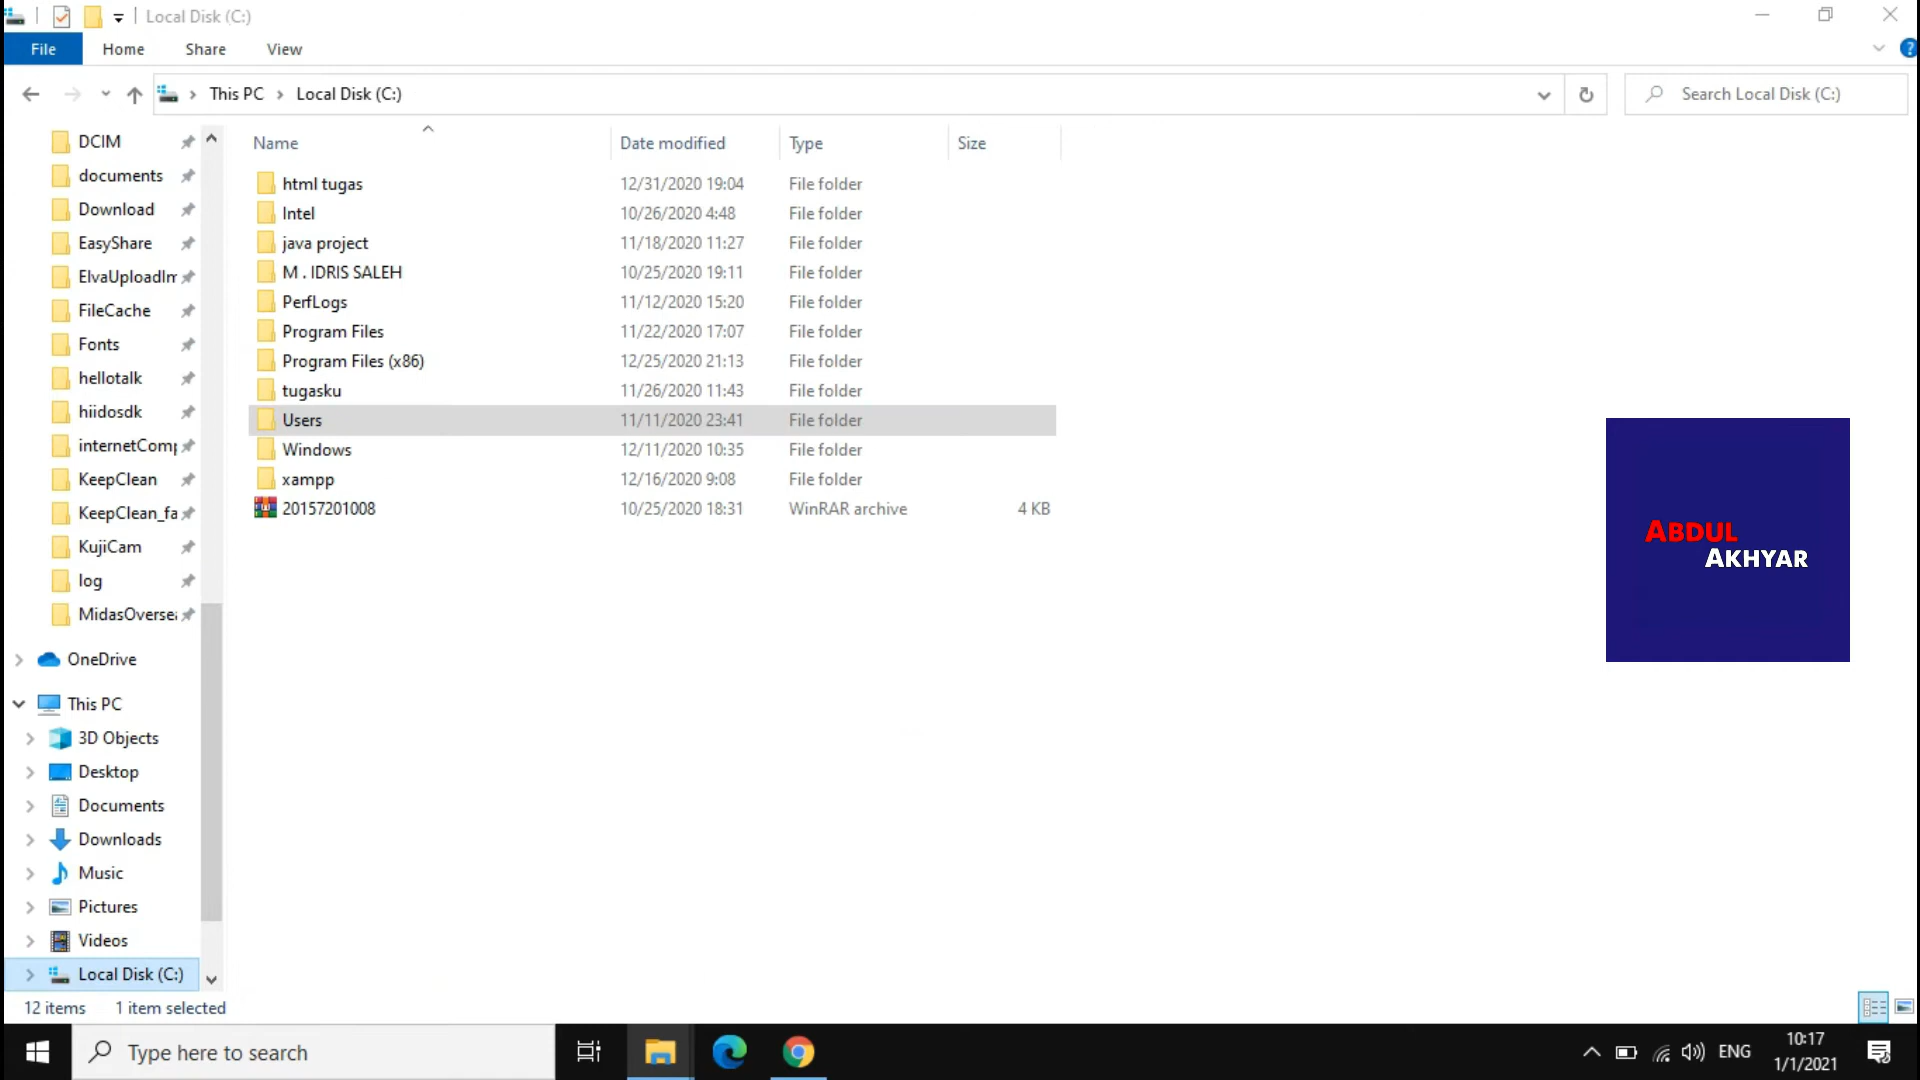 Local Disk (C:)
File Home Share View
This PC Local Disk (C:) Search Local Disk (C:)
Name Date modified Type Size
DCIM
documents
Download
EasyShare
ElvaUploadIm
FileCache
Fonts
hellotalk
hiidosdk
internetComp
KeepClean
KeepClean_fa
KujiCam
log
MidasOversea
OneDrive
This PC
3D Objects
Desktop
Documents
Downloads
Music
Pictures
Videos
Local Disk (C:)
html tugas 12/31/2020 19:04 File folder
Intel 10/26/2020 4:48 File folder
java project 11/18/2020 11:27 File folder
M . IDRIS SALEH 10/25/2020 19:11 File folder
PerfLogs 11/12/2020 15:20 File folder
Program Files 11/22/2020 17:07 File folder
Program Files (x86) 12/25/2020 21:13 File folder
tugasku 11/26/2020 11:43 File folder
Users 11/11/2020 23:41 File folder
Windows 12/11/2020 10:35 File folder
xampp 12/16/2020 9:08 File folder
20157201008 10/25/2020 18:31 WinRAR archive 4 KB
ABDUL
AKHYAR
12 items 1 item selected
Type here to search
ENG
10:17
1/1/2021